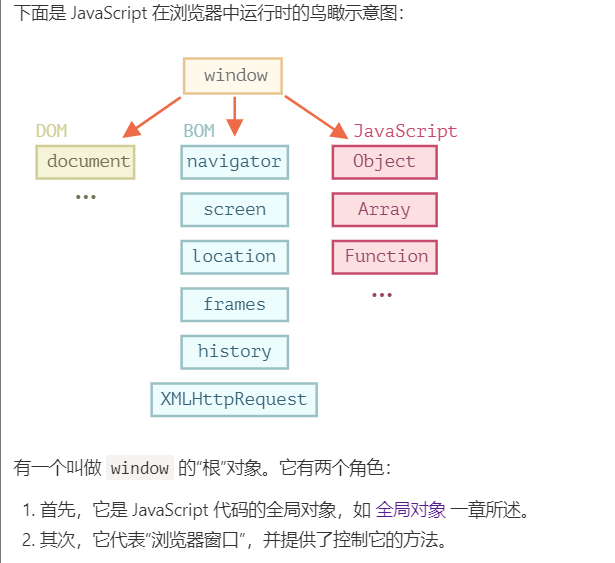 下面是 JavaScript 在浏览器中运行时的鸟瞰示意图：
window
DOM BOM JavaScript
document navigator Object
... screen Array
location Function
frames ...
history
XMLHttpRequest
有一个叫做 window 的“根”对象。它有两个角色：
1. 首先，它是 JavaScript 代码的全局对象，如 全局对象 一章所述。
2. 其次，它代表“浏览器窗口”，并提供了控制它的方法。